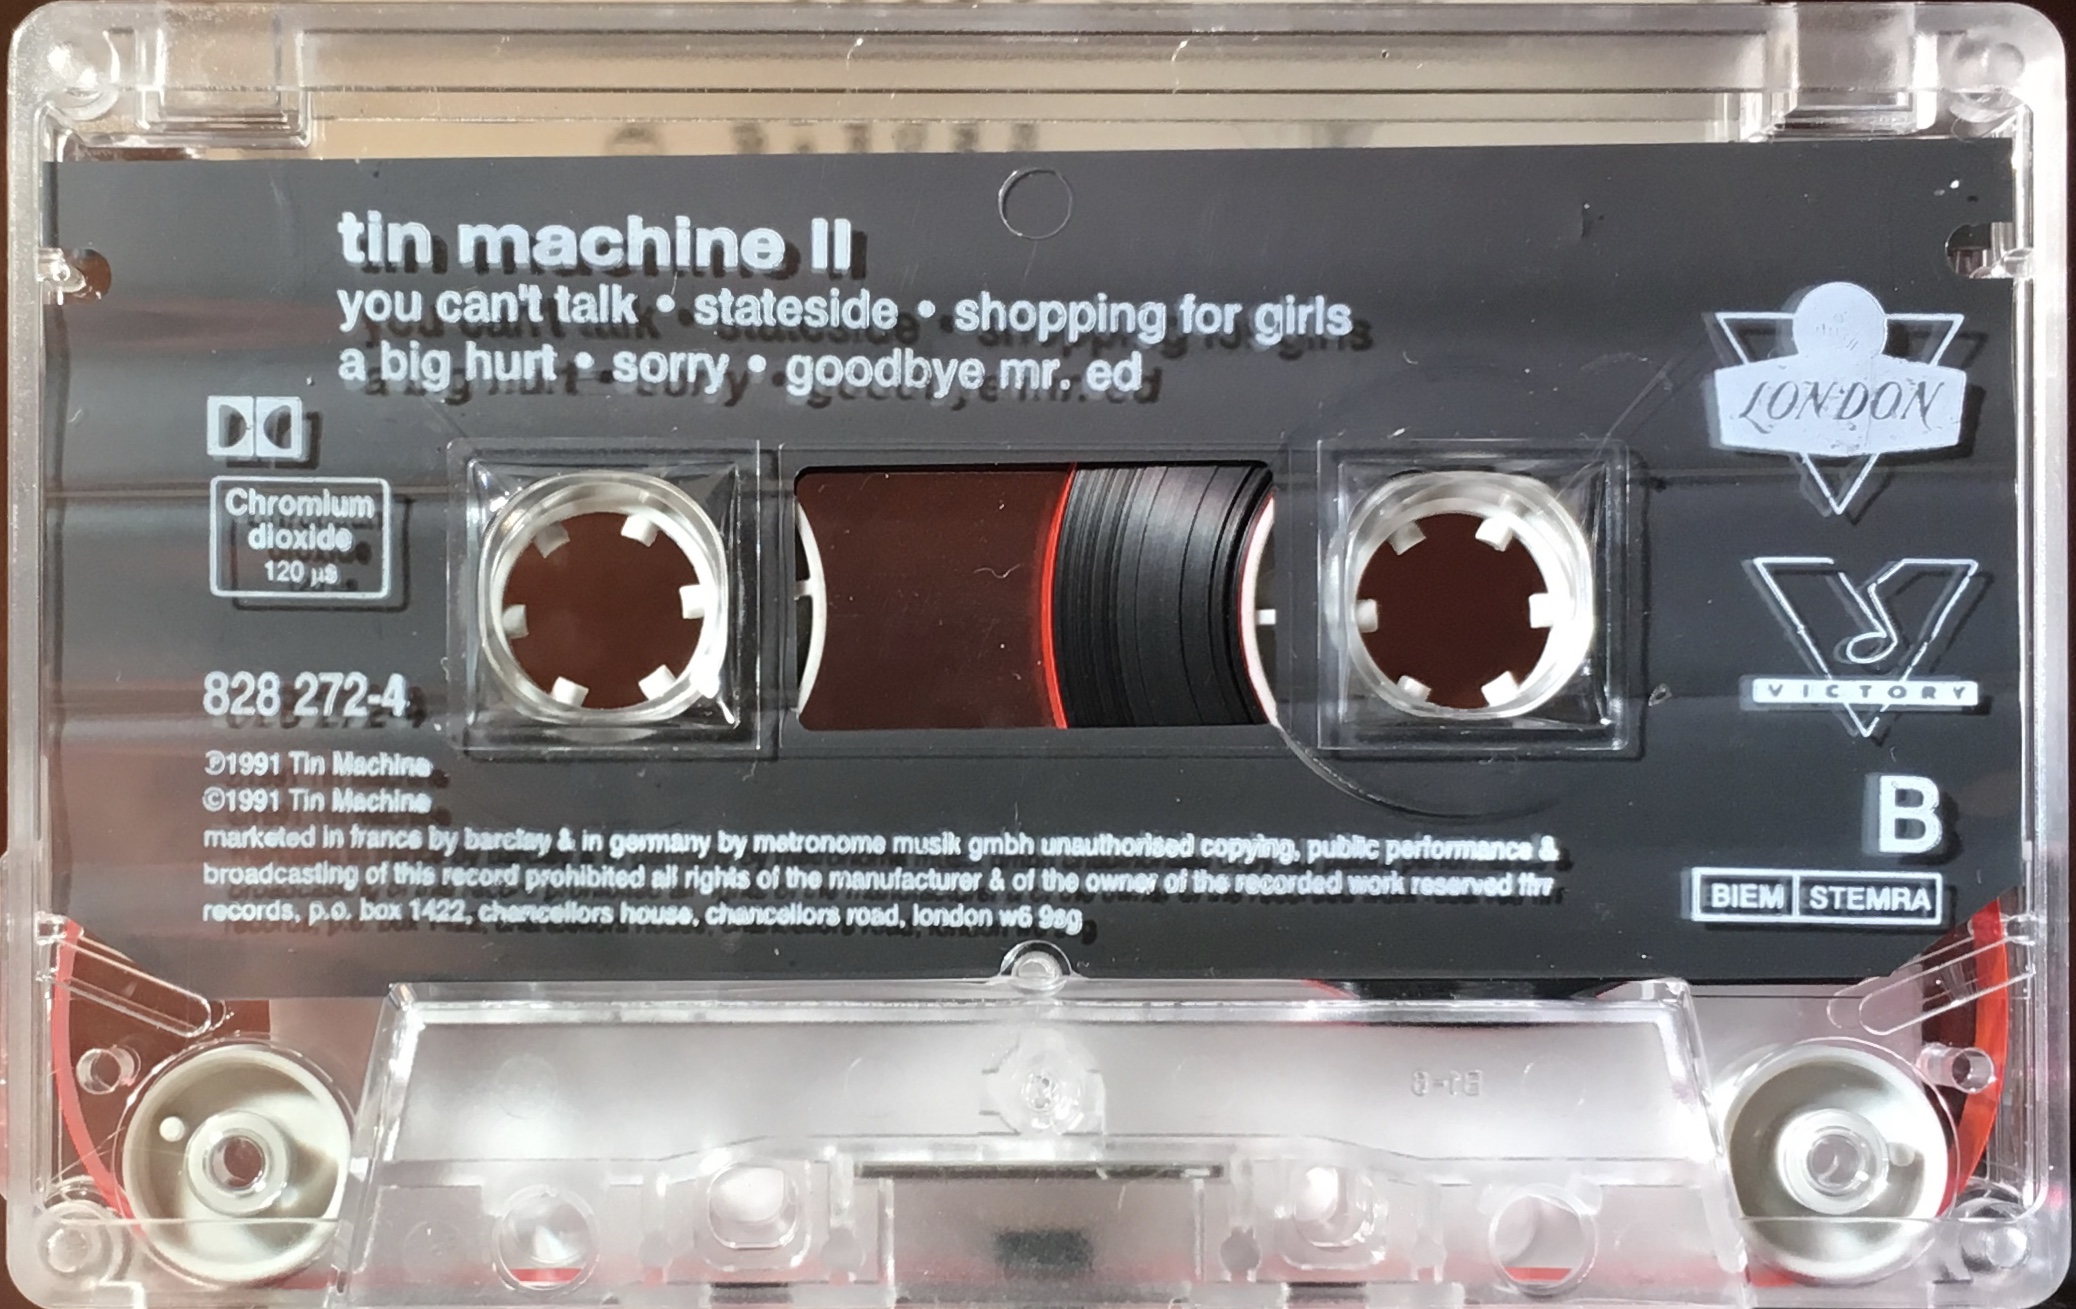 tin machine II
you can't talk • stateside • shopping for girls
a big hurt • sorry • goodbye mr. ed
LONDON
Chromium
dioxide
120 µs
VICTORY
828 272-4
℗1991 Tin Machine
©1991 Tin Machine
B
marketed in france by barclay & in germany by metronome musik gmbh unauthorised copying, public performance &
broadcasting of this record prohibited all rights of the manufacturer & of the owner of the recorded work reserved ffrr
records, p.o. box 1422, chancellors house, chancellors road, london w6 9sg
BIEM STEMRA